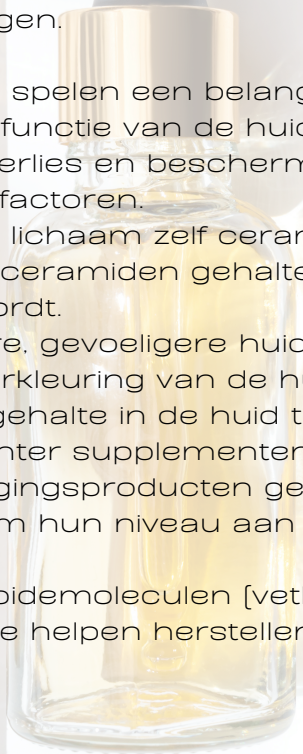 gen.
spelen een belang
functie van de huid
erlies en bescherm
factoren.
lichaam zelf ceram
ceramiden gehalte
ordt.
re, gevoeligere huid
rkleuring van de hu
gehalte in de huid t
nter supplementen
gingsproducten ge
m hun niveau aan
pidemoleculen (vet
e helpen herstellen